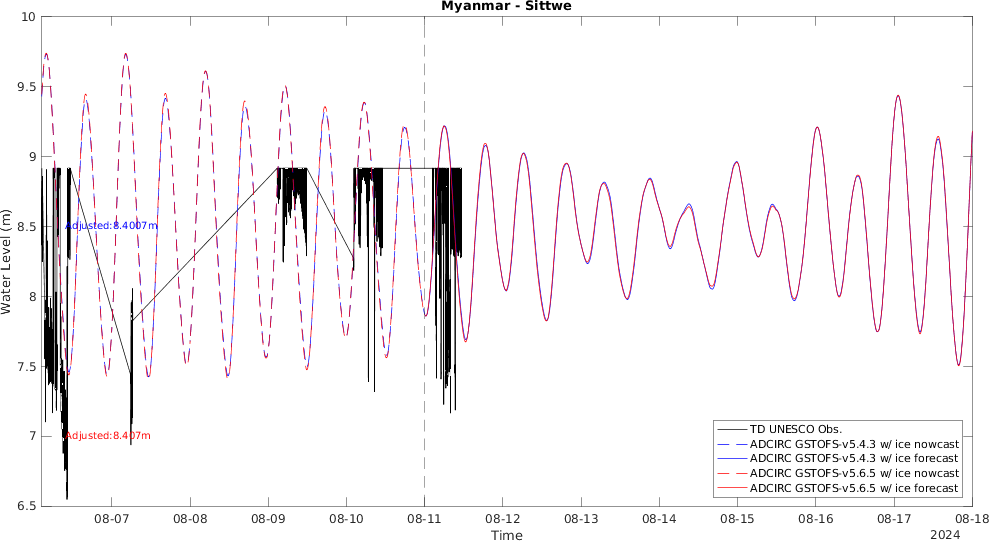 Myanmar - Sittwe
10
9.5
9
8.5
8
7.5
7
6.5
Water Level (m)
Adjusted:8.4007m
Adjusted:8.407m
TD UNESCO Obs.
ADCIRC GSTOFS-v5.4.3 w/ ice nowcast
ADCIRC GSTOFS-v5.4.3 w/ ice forecast
ADCIRC GSTOFS-v5.6.5 w/ ice nowcast
ADCIRC GSTOFS-v5.6.5 w/ ice forecast
08-07 08-08 08-09 08-10 08-11 08-12 08-13 08-14 08-15 08-16 08-17 08-18
Time
2024